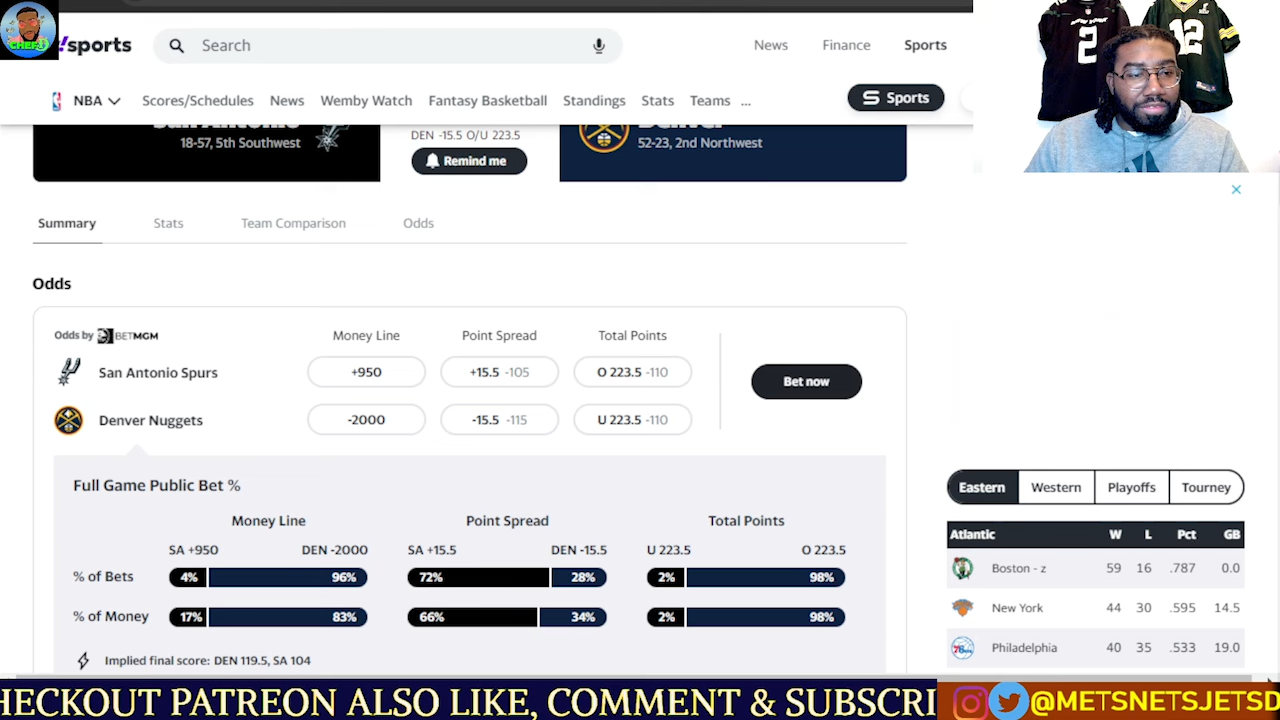 CHEF J
!sports
Search
News Finance Sports
NBA Scores/Schedules News Wemby Watch Fantasy Basketball Standings Stats Teams ...
Sports
San Antonio
18-57, 5th Southwest
DEN -15.5 O/U 223.5
Remind me
Denver
52-23, 2nd Northwest
Summary Stats Team Comparison Odds
Odds
Odds by BETMGM Money Line Point Spread Total Points
San Antonio Spurs +950 +15.5 -105 O 223.5 -110
Denver Nuggets -2000 -15.5 -115 U 223.5 -110
Bet now
Full Game Public Bet %
Money Line Point Spread Total Points
SA +950 DEN -2000 SA +15.5 DEN -15.5 U 223.5 O 223.5
% of Bets 4% 96% 72% 28% 2% 98%
% of Money 17% 83% 66% 34% 2% 98%
Implied final score: DEN 119.5, SA 104
2
12
Eastern Western Playoffs Tourney
Atlantic W L Pct GB
Boston - z 59 16 .787 0.0
New York 44 30 .595 14.5
Philadelphia 40 35 .533 19.0
HECKOUT PATREON ALSO LIKE, COMMENT & SUBSCRI
@METSNETSJETSD